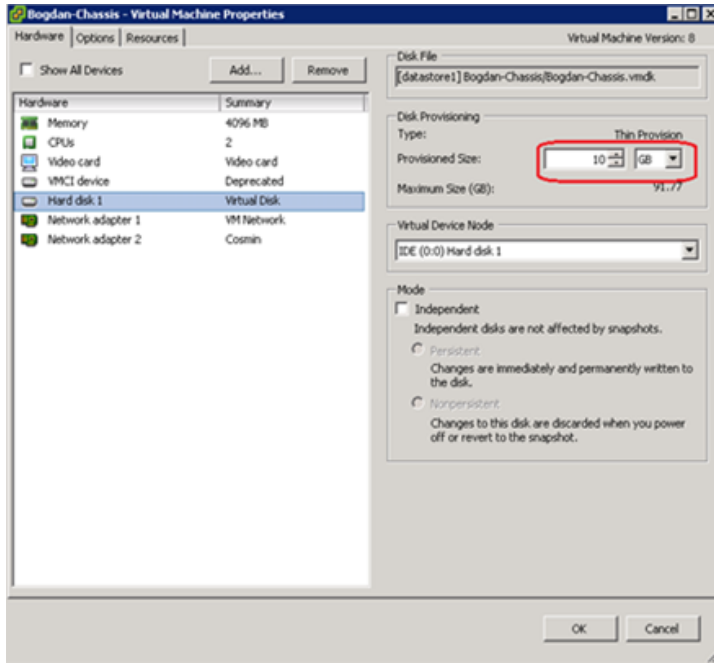 Bogdan-Chassis - Virtual Machine Properties
Hardware Options Resources
Virtual Machine Version: 8
Show All Devices
Add...
Remove
Hardware Summary
Memory 4096 MB
CPUs 2
Video card Video card
VMCI device Deprecated
Hard disk 1 Virtual Disk
Network adapter 1 VM Network
Network adapter 2 Cosmin
Disk File
[datastore1] Bogdan-Chassis/Bogdan-Chassis.vmdk
Disk Provisioning
Type: Thin Provision
Provisioned Size: 10 GB
Maximum Size (GB): 91.77
Virtual Device Node
IDE (0:0) Hard disk 1
Mode
Independent
Independent disks are not affected by snapshots.
Persistent
Changes are immediately and permanently written to
the disk.
Nonpersistent
Changes to this disk are discarded when you power
off or revert to the snapshot.
OK
Cancel